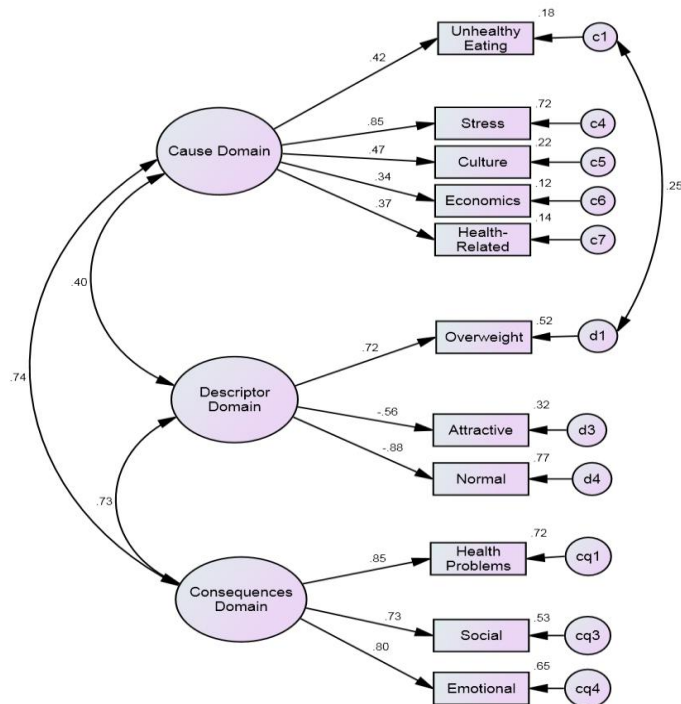 .18
Unhealthy
Eating
c1
.42
.72
.85
Stress
c4
.22
Cause Domain
.47
Culture
c5
.12
.34
Economics
c6
.14
.37
Health-
Related
c7
.25
.40
.52
.72
Overweight
d1
.74
Descriptor
Domain
.32
-.56
Attractive
d3
.77
-.88
Normal
d4
.73
.72
.85
Health
Problems
cq1
Consequences
Domain
.53
.73
Social
cq3
.65
.80
Emotional
cq4